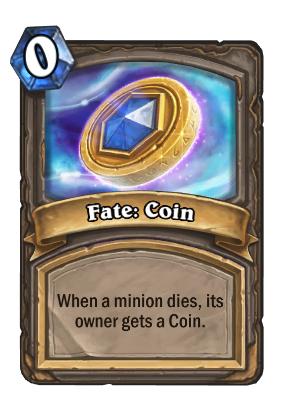 0
Fate: Coin
When a minion dies, its
owner gets a Coin.